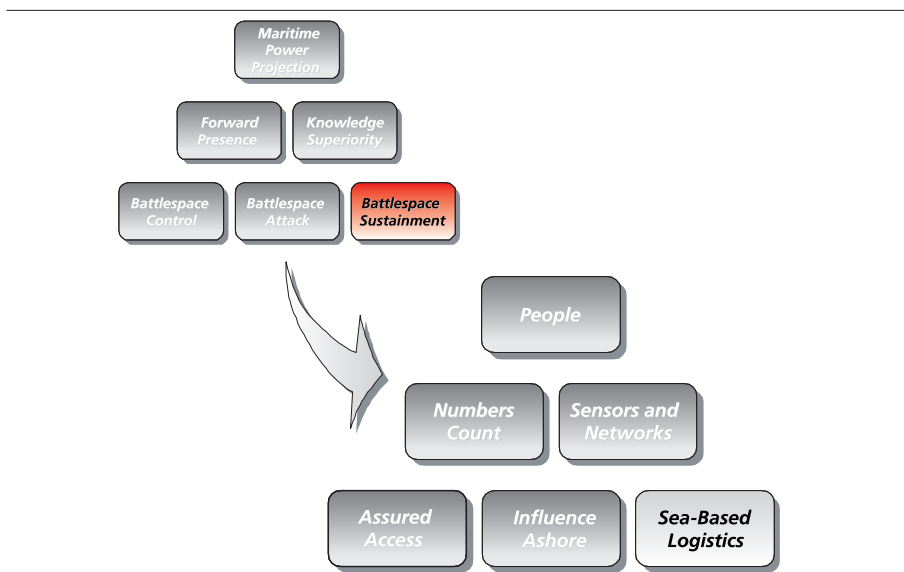 Maritime
Power
Projection
Forward
Presence
Knowledge
Superiority
Battlespace
Control
Battlespace
Attack
Battlespace
Sustainment
People
Numbers
Count
Sensors and
Networks
Assured
Access
Influence
Ashore
Sea-Based
Logistics